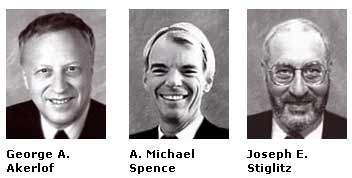 George A.
Akerlof
A. Michael
Spence
Joseph E.
Stiglitz